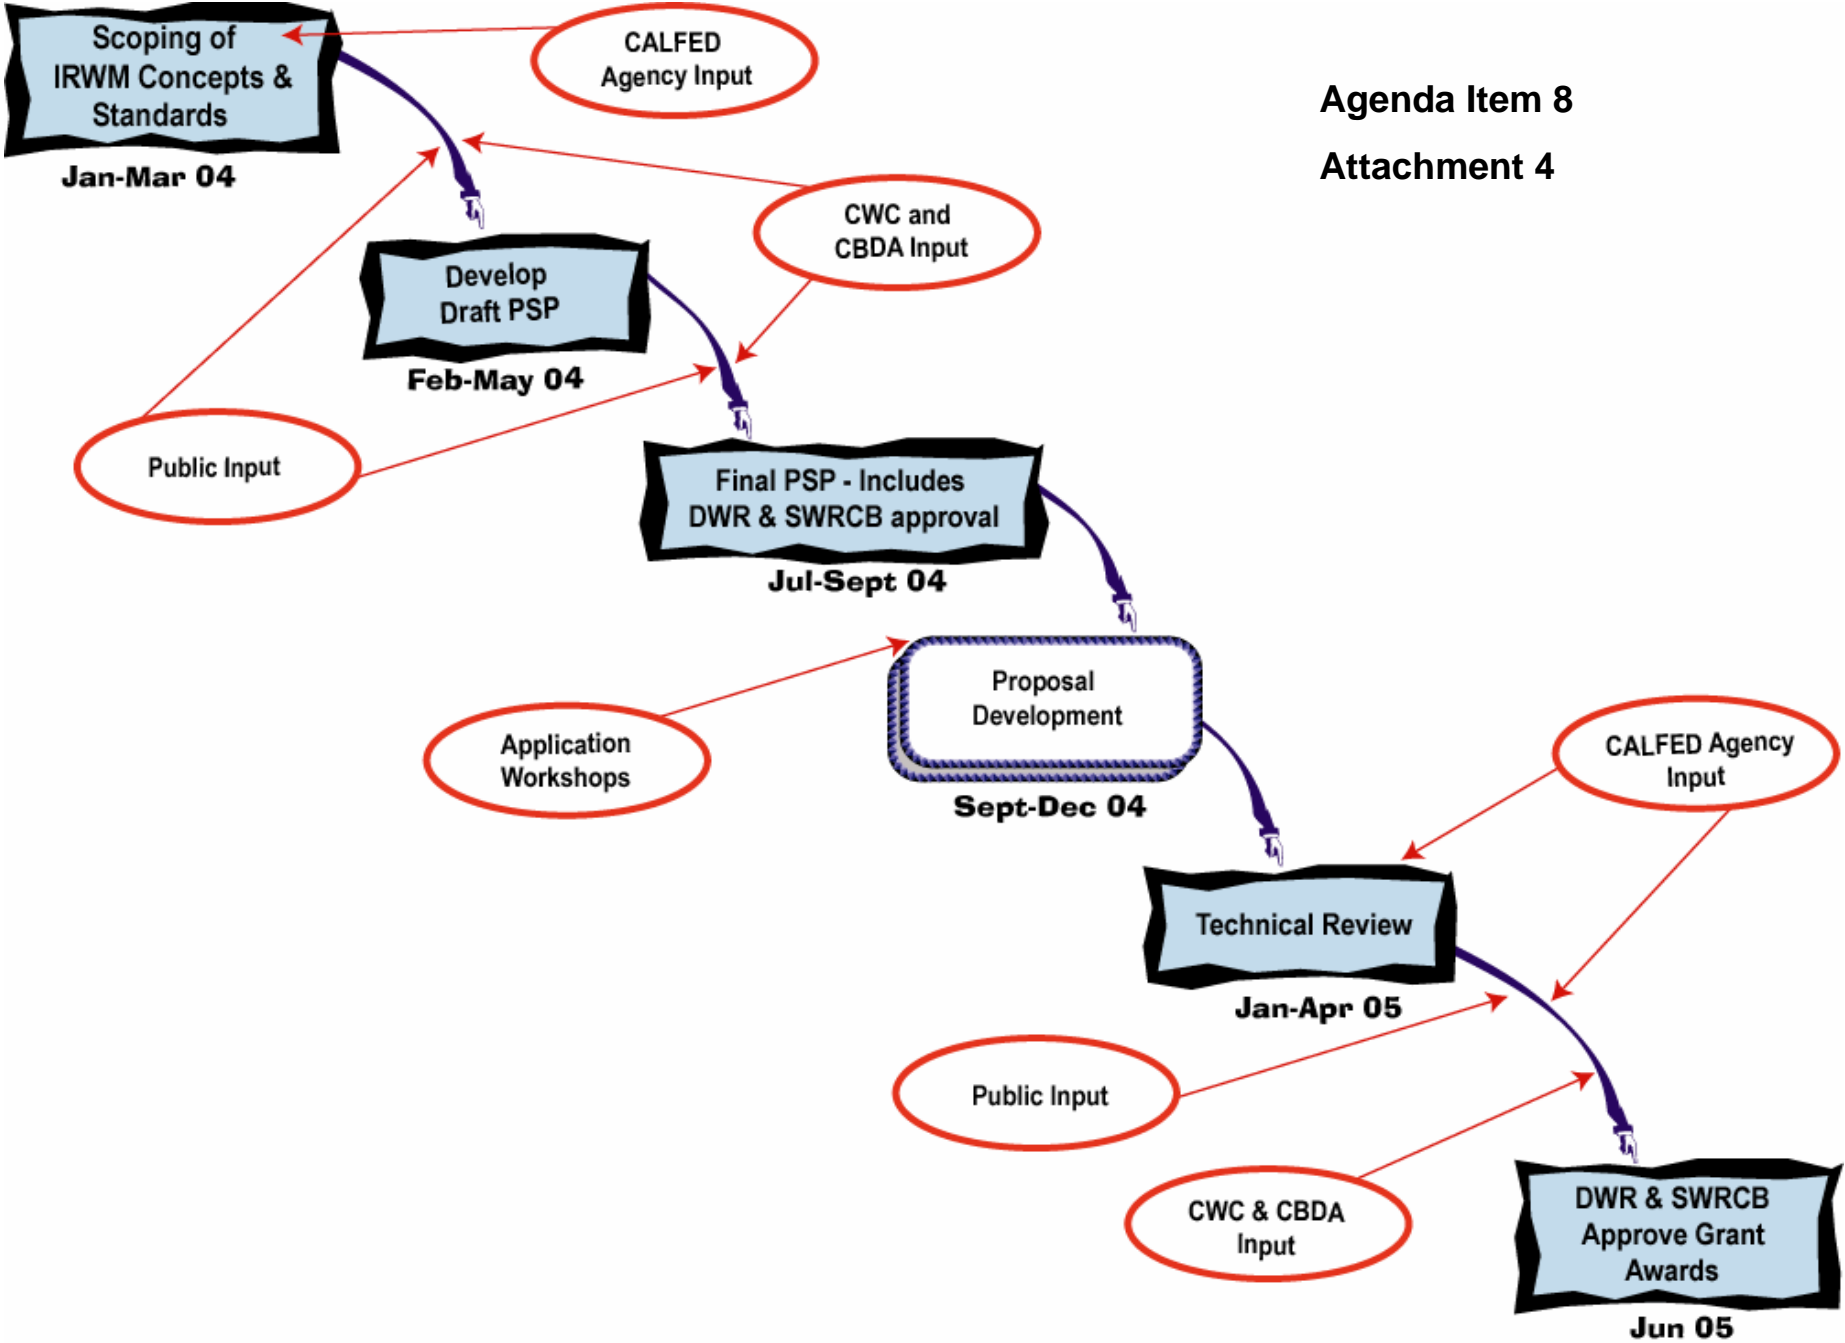 Scoping of
IRWM Concepts &
Standards
Jan-Mar 04
CALFED
Agency Input
Agenda Item 8
Attachment 4
CWC and
CBDA Input
Develop
Draft PSP
Feb-May 04
Public Input
Final PSP - Includes
DWR & SWRCB approval
Jul-Sept 04
Proposal
Development
Sept-Dec 04
Application
Workshops
CALFED Agency
Input
Technical Review
Jan-Apr 05
Public Input
CWC & CBDA
Input
DWR & SWRCB
Approve Grant
Awards
Jun 05